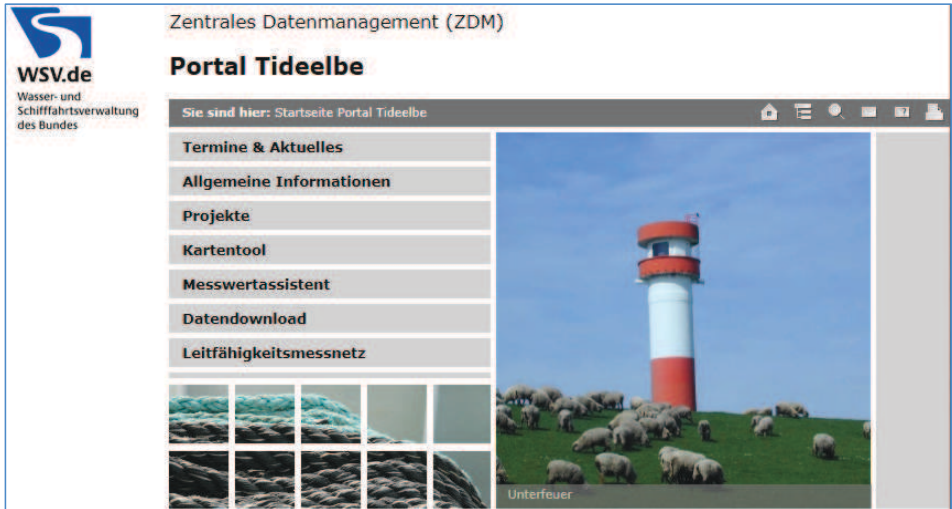 Zentrales Datenmanagement (ZDM)
Portal Tideelbe
WSV.de
Wasser- und
Schifffahrtsverwaltung
des Bundes
Sie sind hier: Startseite Portal Tideelbe
?
Termine & Aktuelles
Allgemeine Informationen
Projekte
Kartentool
Messwertassistent
Datendownload
Leitfähigkeitsmessnetz
Unterfeuer